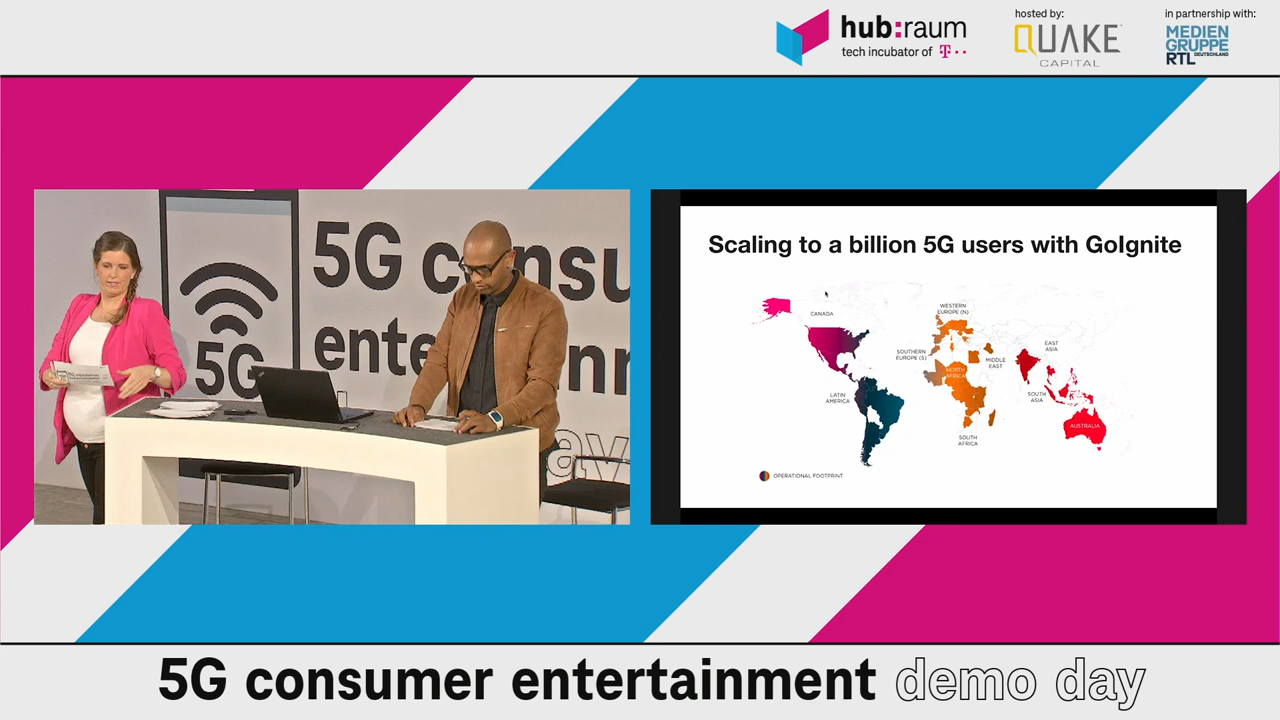 hub:raum
tech incubator of T
hosted by:
QUAKE
CAPITAL
in partnership with:
MEDIEN
GRUPPE
RTL DEUTSCHLAND
5G consu
ente inn
5G
Scaling to a billion 5G users with GoIgnite
CANADA
WESTERN
EUROPE (N)
SOUTHERN
EUROPE (S)
MIDDLE
EAST
EAST
ASIA
NORTH
AFRICA
LATIN
AMERICA
SOUTH
ASIA
AUSTRALIA
SOUTH
AFRICA
OPERATIONAL FOOTPRINT
5G consumer entertainment demo day